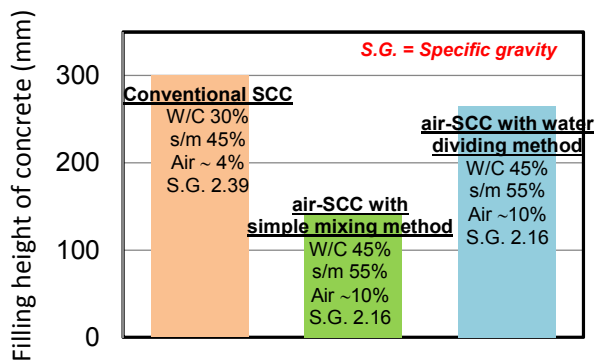 Filling height of concrete (mm)
300
200
100
0
S.G. = Specific gravity
Conventional SCC
W/C 30%
s/m 45%
Air ~ 4%
S.G. 2.39
air-SCC with
simple mixing method
W/C 45%
s/m 55%
Air ~10%
S.G. 2.16
air-SCC with water
dividing method
W/C 45%
s/m 55%
Air ~10%
S.G. 2.16